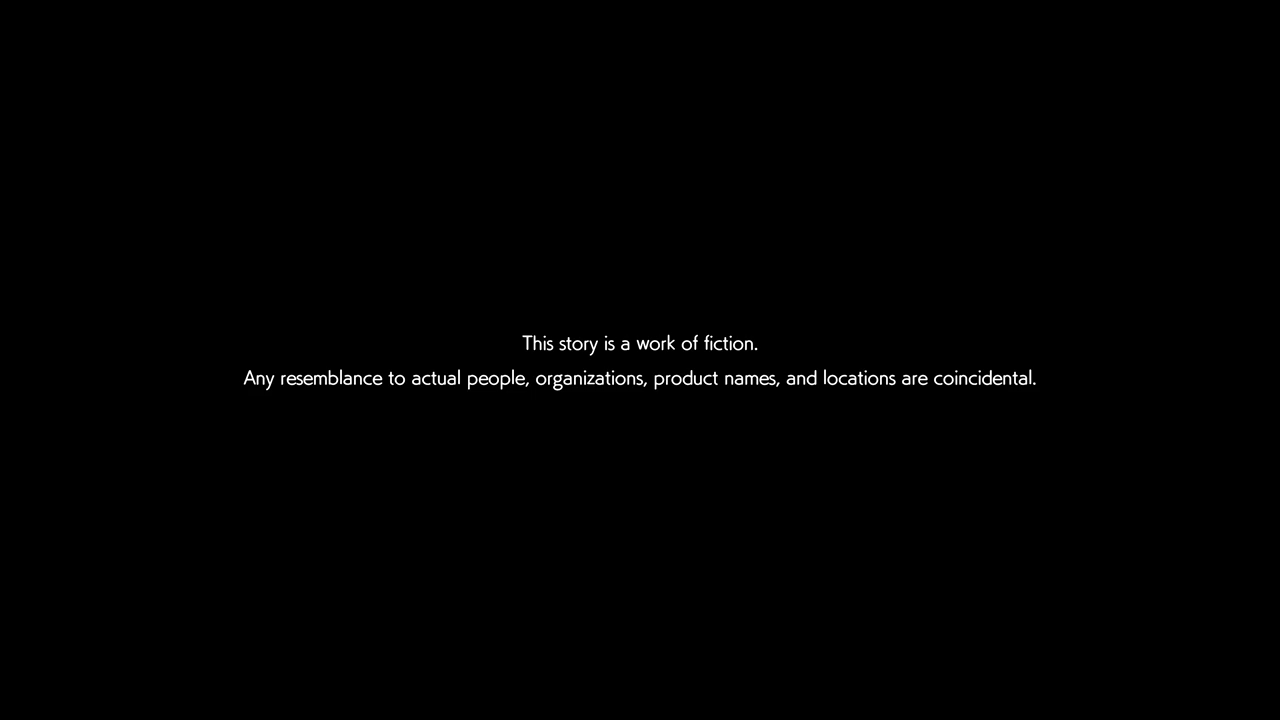 This story is a work of fiction.
Any resemblance to actual people, organizations, product names, and locations are coincidental.